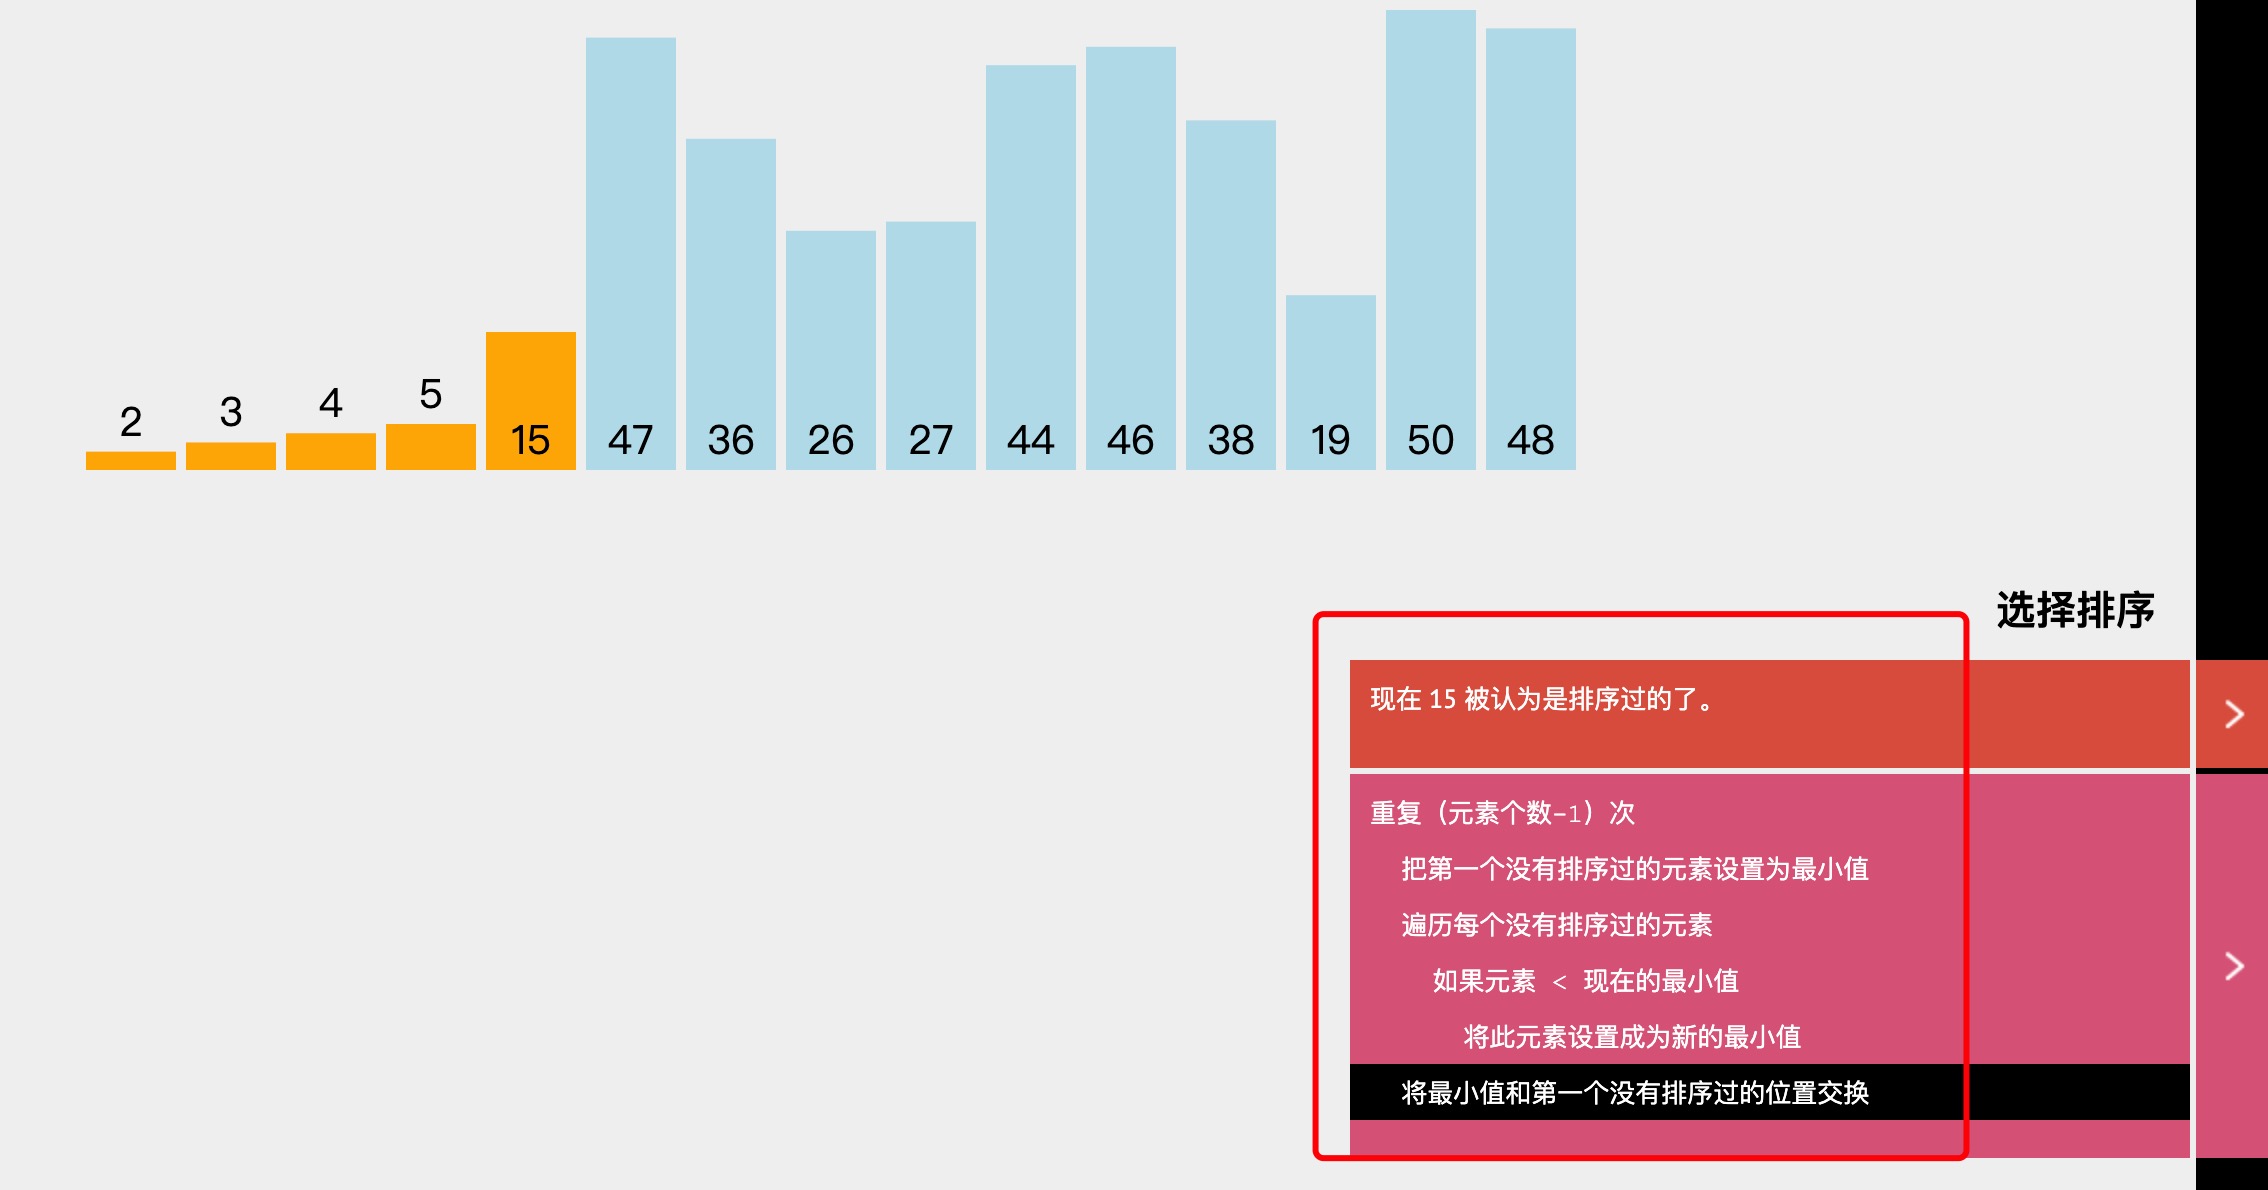 2 3 4 5 15 47 36 26 27 44 46 38 19 50 48
选择排序
现在 15 被认为是排序过的了。
重复（元素个数-1）次
把第一个没有排序过的元素设置为最小值
遍历每个没有排序过的元素
如果元素 < 现在的最小值
将此元素设置成为新的最小值
将最小值和第一个没有排序过的位置交换